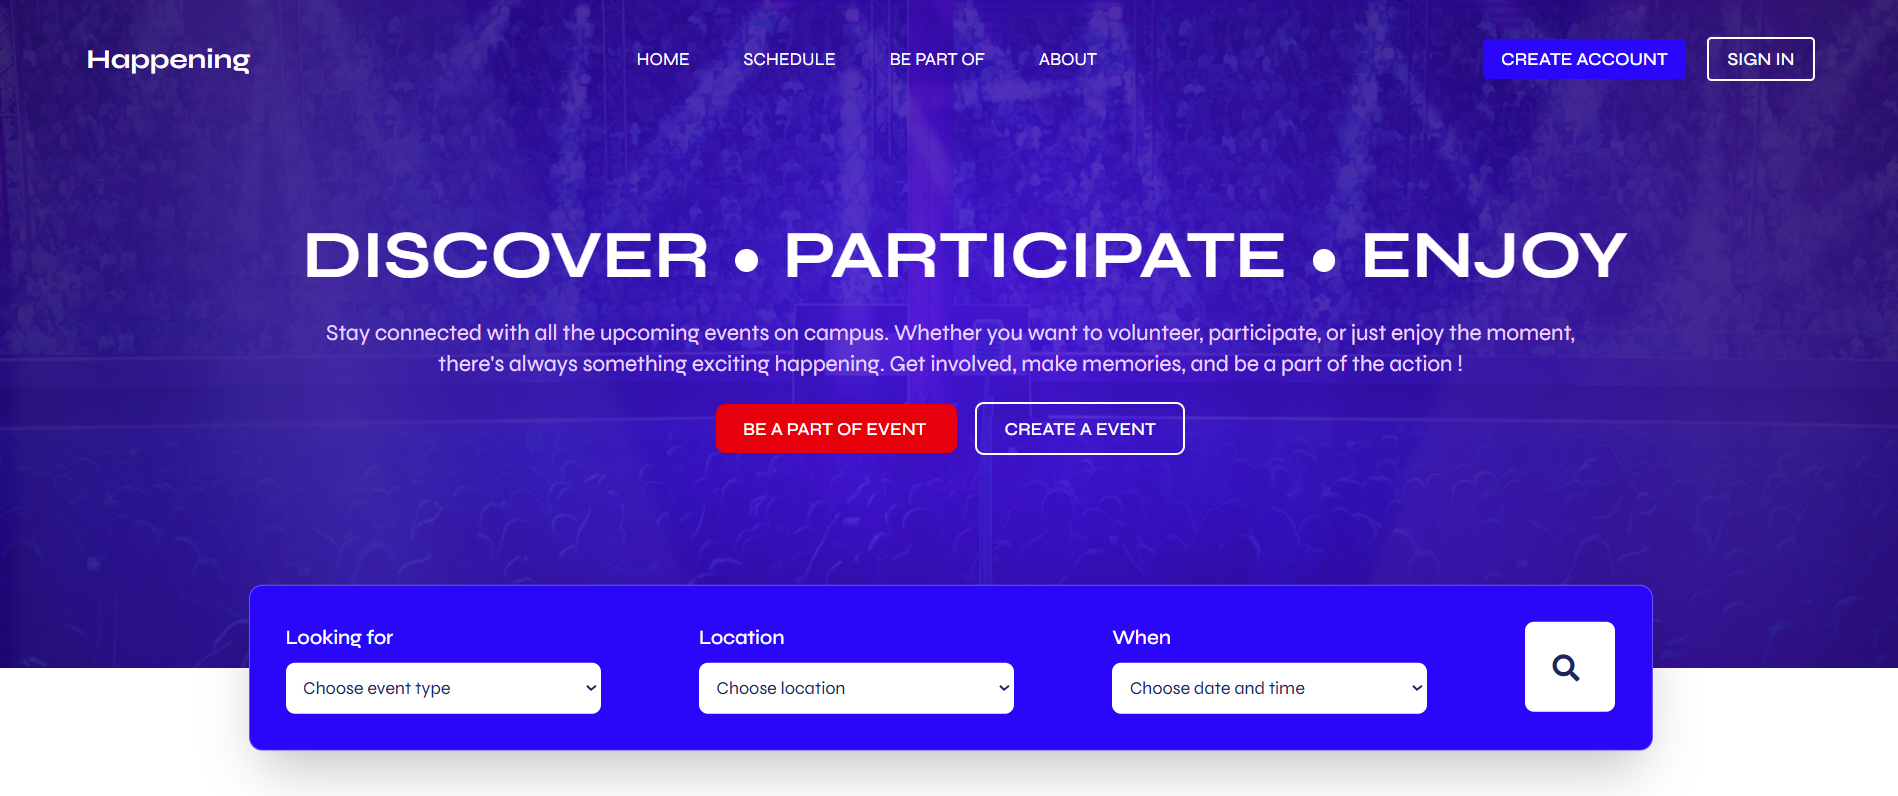 Happening
HOME
SCHEDULE
BE PART OF
ABOUT
CREATE ACCOUNT
SIGN IN
DISCOVER • PARTICIPATE • ENJOY
Stay connected with all the upcoming events on campus. Whether you want to volunteer, participate, or just enjoy the moment,
there's always something exciting happening. Get involved, make memories, and be a part of the action !
BE A PART OF EVENT
CREATE A EVENT
Looking for
Location
When
Choose event type
Choose location
Choose date and time